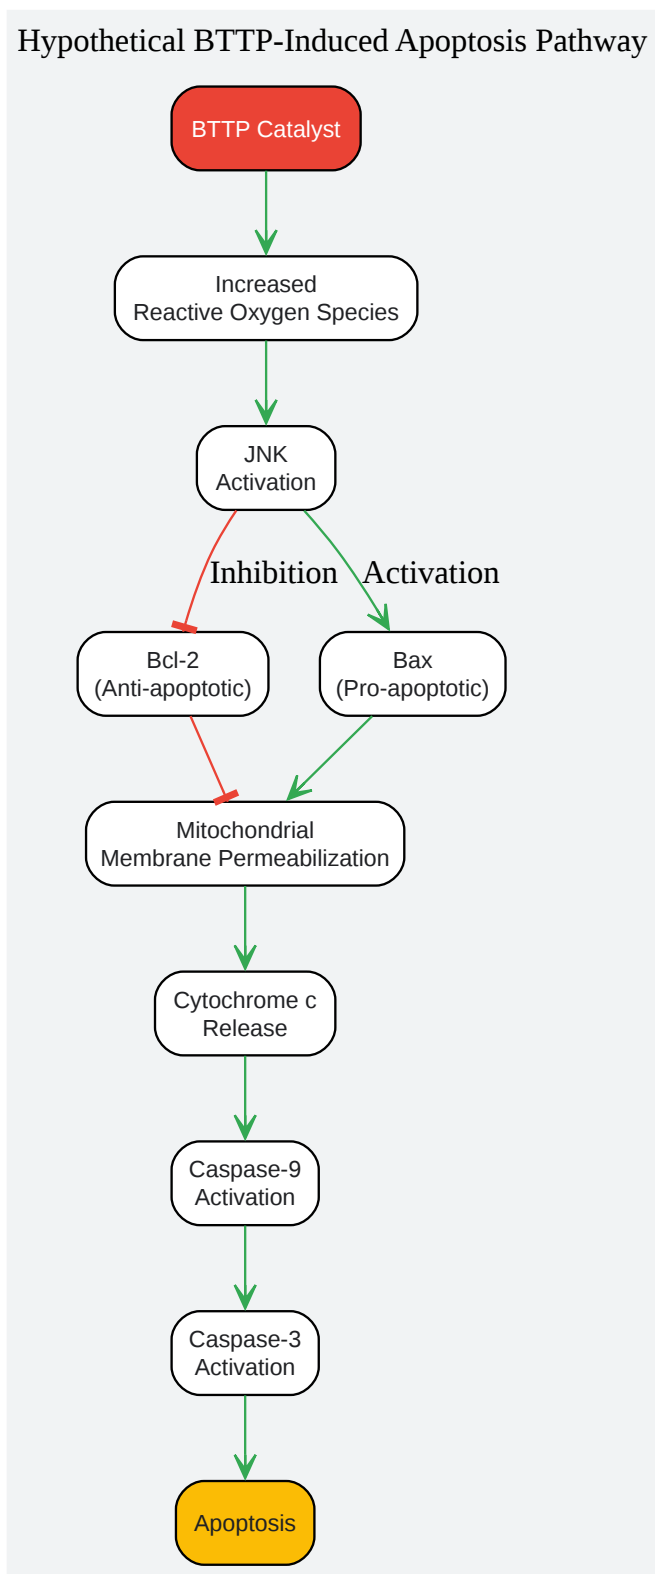 Hypothetical BTTP-Induced Apoptosis Pathway
BTTP Catalyst
Increased
Reactive Oxygen Species
JNK
Activation
Inhibition
Activation
Bcl-2
(Anti-apoptotic)
Bax
(Pro-apoptotic)
Mitochondrial
Membrane Permeabilization
Cytochrome c
Release
Caspase-9
Activation
Caspase-3
Activation
Apoptosis